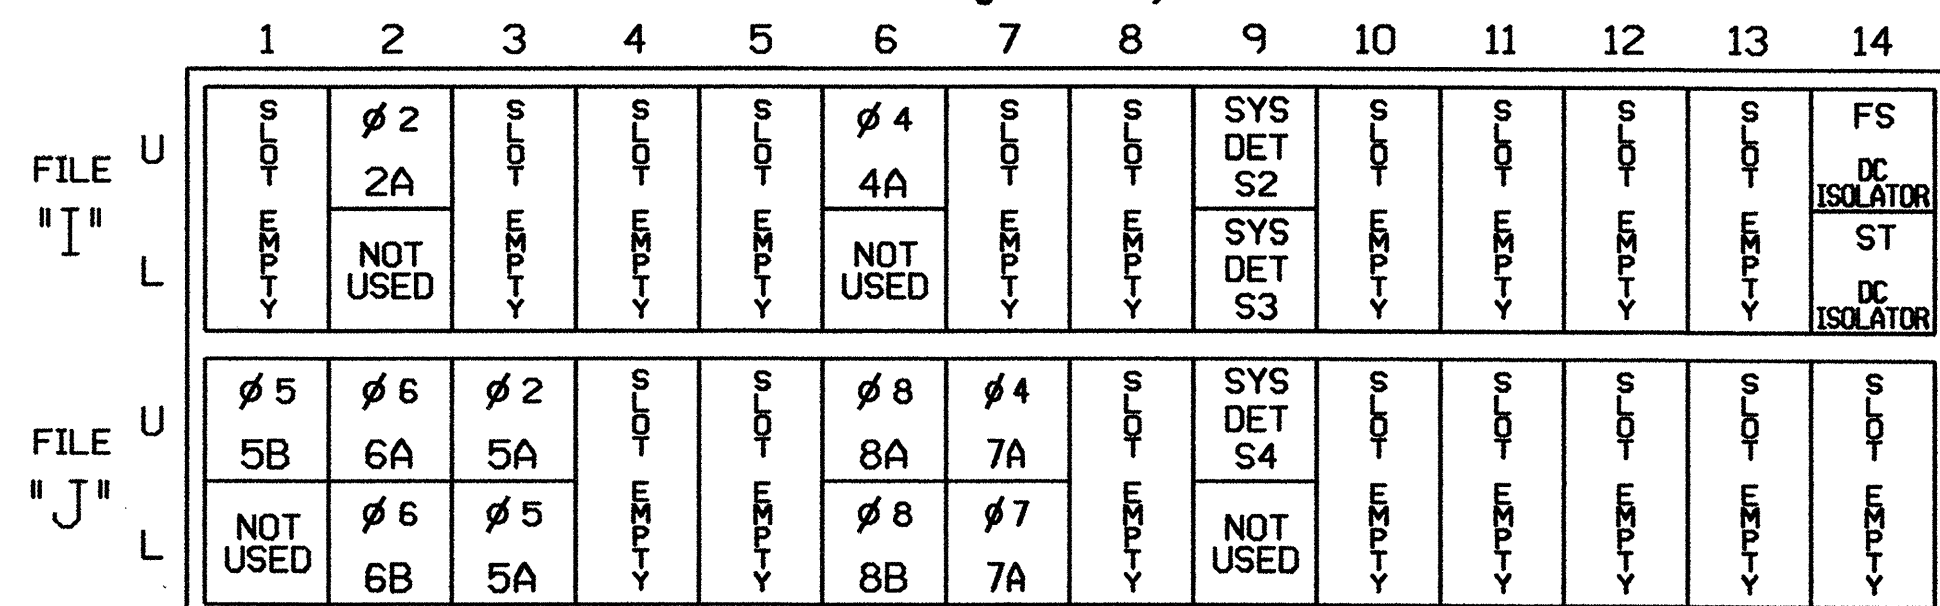 1 2 3 4 5 6 7 8 9 10 11 12 13 14
FILE "I"
U
L
SLOT EMPTY
ø 2
2A
NOT USED
SLOT EMPTY
SLOT EMPTY
SLOT EMPTY
ø 4
4A
NOT USED
SLOT EMPTY
SLOT EMPTY
SYS
DET
S2
SYS
DET
S3
SLOT EMPTY
SLOT EMPTY
SLOT EMPTY
SLOT EMPTY
FS
DC
ISOLATOR
ST
DC
ISOLATOR
FILE "J"
U
L
ø 5
5B
NOT USED
ø 6
6A
ø 6
6B
ø 2
5A
ø 5
5A
SLOT EMPTY
SLOT EMPTY
ø 8
8A
ø 8
8B
ø 4
7A
ø 7
7A
SLOT EMPTY
SYS
DET
S4
NOT USED
SLOT EMPTY
SLOT EMPTY
SLOT EMPTY
SLOT EMPTY
SLOT EMPTY